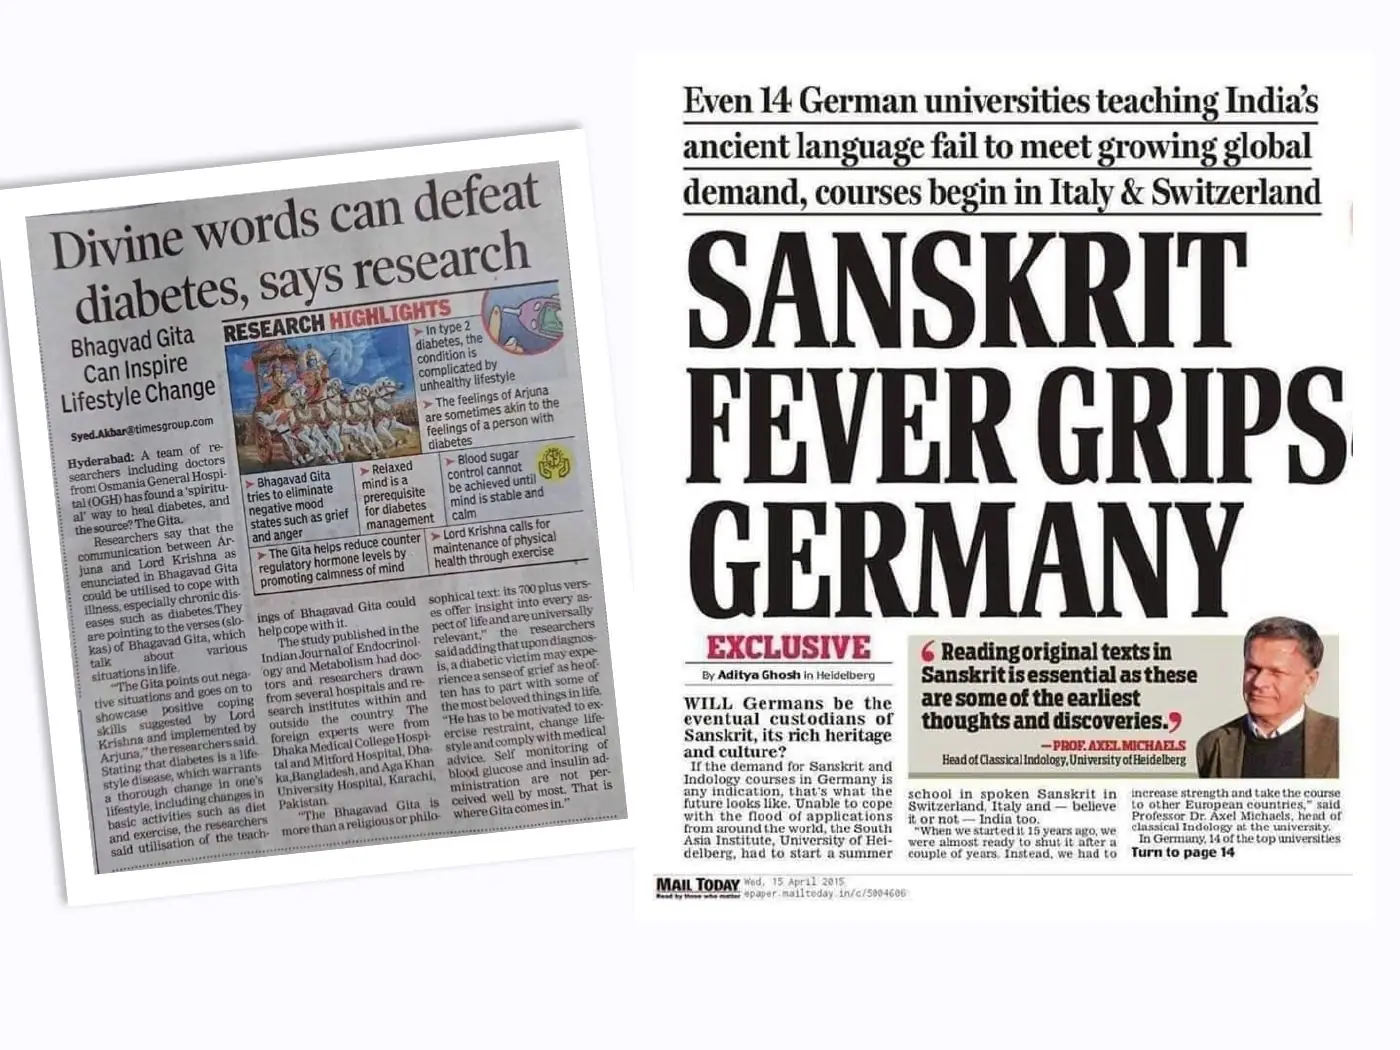 Divine words can defeat
diabetes, says research
Bhagvad Gita
Can Inspire
Lifestyle Change
Syed.Akbar@timesgroup.com
Hyderabad: A team of re-
searchers including doctors
from Osmania General Hospi-
tal (OGH) has found a 'spiritu-
al' way to heal diabetes, and
the source? The Gita.
Researchers say that the
communication between Ar-
juna and Lord Krishna as
enunciated in Bhagavad Gita
could be utilised to cope with
illness, especially chronic dis-
eases such as diabetes. They
are pointing to the verses (slo-
kas) of Bhagavad Gita, which
talk about various
situations in life.
"The Gita points out nega-
tive situations and goes on to
showcase positive coping
skills suggested by Lord
Krishna and implemented by
Arjuna," the researchers said.
Stating that diabetes is a life-
style disease, which warrants
a thorough change in one's
lifestyle, including changes in
basic activities such as diet
and exercise, the researchers
said utilisation of the teach-
RESEARCH HIGHLIGHTS
In type 2
diabetes, the
condition is
complicated by
unhealthy lifestyle
The feelings of Arjuna
are sometimes akin to the
feelings of a person with
diabetes
Bhagavad Gita
tries to eliminate
negative mood
states such as grief
and anger
Relaxed
mind is a
prerequisite
for diabetes
management
Blood sugar
control cannot
be achieved until
mind is stable and
calm
The Gita helps reduce counter
regulatory hormone levels by
promoting calmness of mind
Lord Krishna calls for
maintenance of physical
health through exercise
ings of Bhagavad Gita could
help cope with it.
The study published in the
Indian Journal of Endocrinol-
ogy and Metabolism had doc-
tors and researchers drawn
from several hospitals and re-
search institutes within and
outside the country. The
foreign experts were from
Dhaka Medical College Hospi-
tal and Mitford Hospital, Dha-
ka, Bangladesh, and Aga Khan
University Hospital, Karachi,
Pakistan.
"The Bhagavad Gita is
more than a religious or philo-
sophical text: its 700 plus vers-
es offer insight into every as-
pect of life and are universally
relevant," the researchers
said adding that upon diagnos-
is, a diabetic victim may expe-
rience a sense of grief as he of-
ten has to part with some of
the most beloved things in life.
"He has to be motivated to ex-
ercise restraint, change life-
style and comply with medical
advice. Self monitoring of
blood glucose and insulin ad-
ministration are not per-
ceived well by most. That is
where Gita comes in."
Even 14 German universities teaching India's
ancient language fail to meet growing global
demand, courses begin in Italy & Switzerland
SANSKRIT
FEVER GRIPS
GERMANY
EXCLUSIVE
By Aditya Ghosh in Heidelberg
WILL Germans be the
eventual custodians of
Sanskrit, its rich heritage
and culture?
If the demand for Sanskrit and
Indology courses in Germany is
any indication, that's what the
future looks like. Unable to cope
with the flood of applications
from around the world, the South
Asia Institute, University of Hei-
delberg, had to start a summer
'Reading original texts in
Sanskrit is essential as these
are some of the earliest
thoughts and discoveries.'
—PROF. AXEL MICHAELS
Head of Classical Indology, University of Heidelberg
school in spoken Sanskrit in
Switzerland, Italy and — believe
it or not — India too.
"When we started it 15 years ago, we
were almost ready to shut it after a
couple of years. Instead, we had to
increase strength and take the course
to other European countries," said
Professor Dr. Axel Michaels, head of
classical Indology at the university.
In Germany, 14 of the top universities
Turn to page 14
MAIL TODAY
Read by those who matter
Wed, 15 April 2015
epaper.mailtoday.in/c/5004606